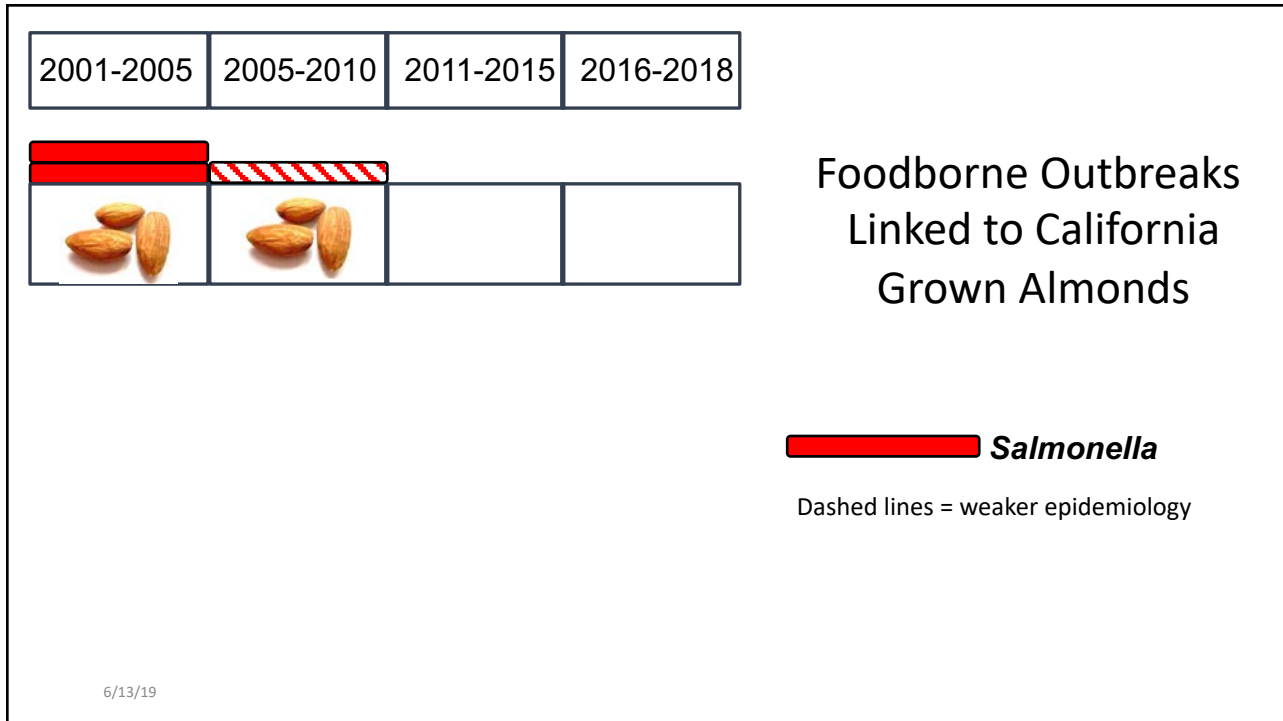 2001-2005 2005-2010 2011-2015 2016-2018
Foodborne Outbreaks
Linked to California
Grown Almonds
Salmonella
Dashed lines = weaker epidemiology
6/13/19